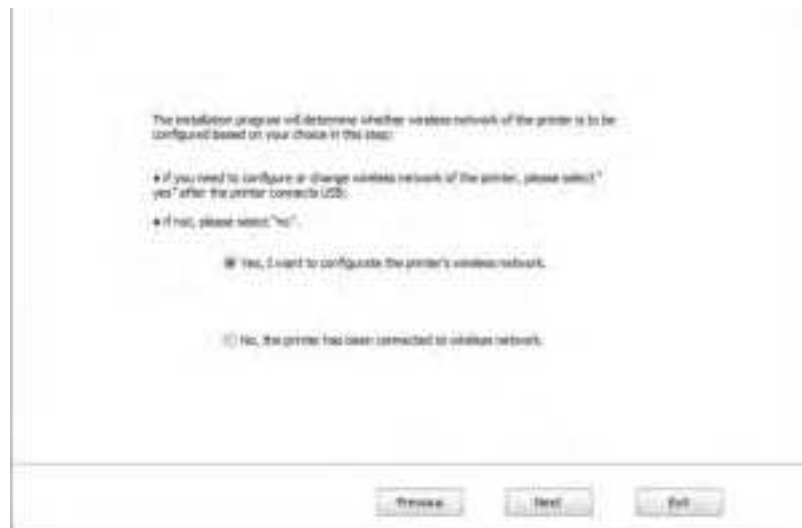 The installation program will determine whether wireless network of the printer is to be
configured based on your choice in this step:
♦ If you need to configure or change wireless network of the printer, please select "
yes" after the printer connects USB;
♦ If not, please select "no".
Yes, I want to configurate the printer's wireless network.
No, the printer has been connected to wireless network.
Previous Next Exit